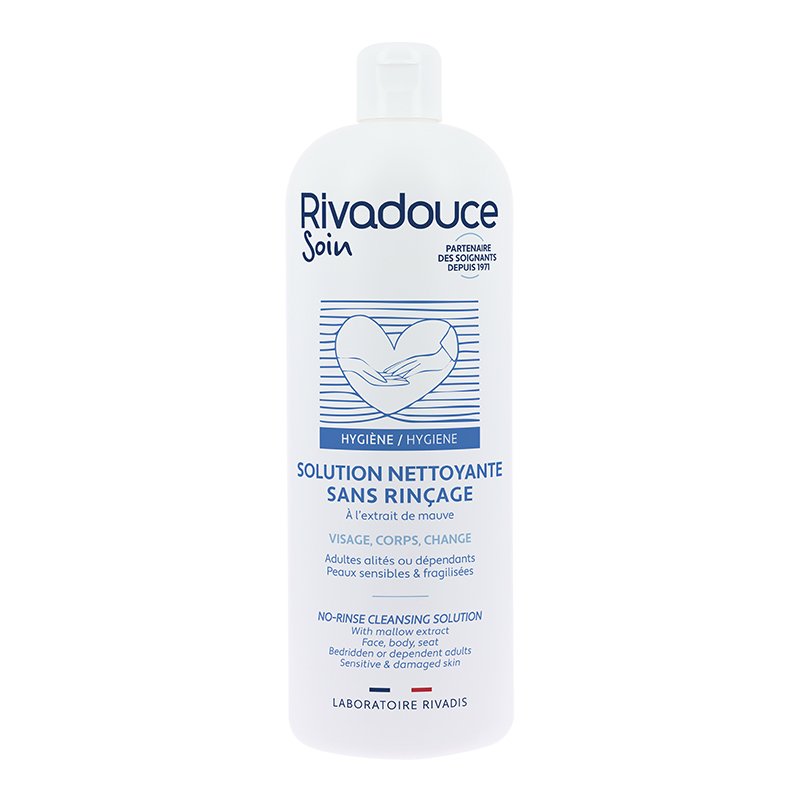 Rivadouce
Soin
PARTENAIRE
DES SOIGNANTS
DEPUIS 1971
HYGIÈNE / HYGIENE
SOLUTION NETTOYANTE
SANS RINÇAGE
À l'extrait de mauve
VISAGE, CORPS, CHANGE
Adultes alités ou dépendants
Peaux sensibles & fragilisées
NO-RINSE CLEANSING SOLUTION
With mallow extract
Face, body, seat
Bedridden or dependent adults
Sensitive & damaged skin
LABORATOIRE RIVADIS